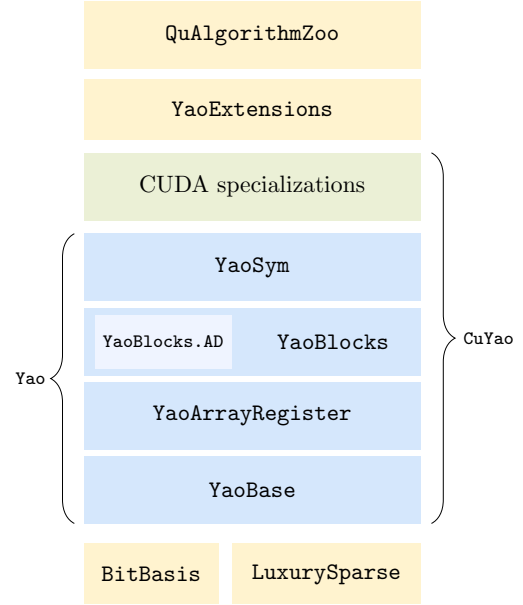 QuAlgorithmZoo
YaoExtensions
CUDA specializations
YaoSym
YaoBlocks.AD
YaoBlocks
CuYao
Yao
YaoArrayRegister
YaoBase
BitBasis
LuxurySparse